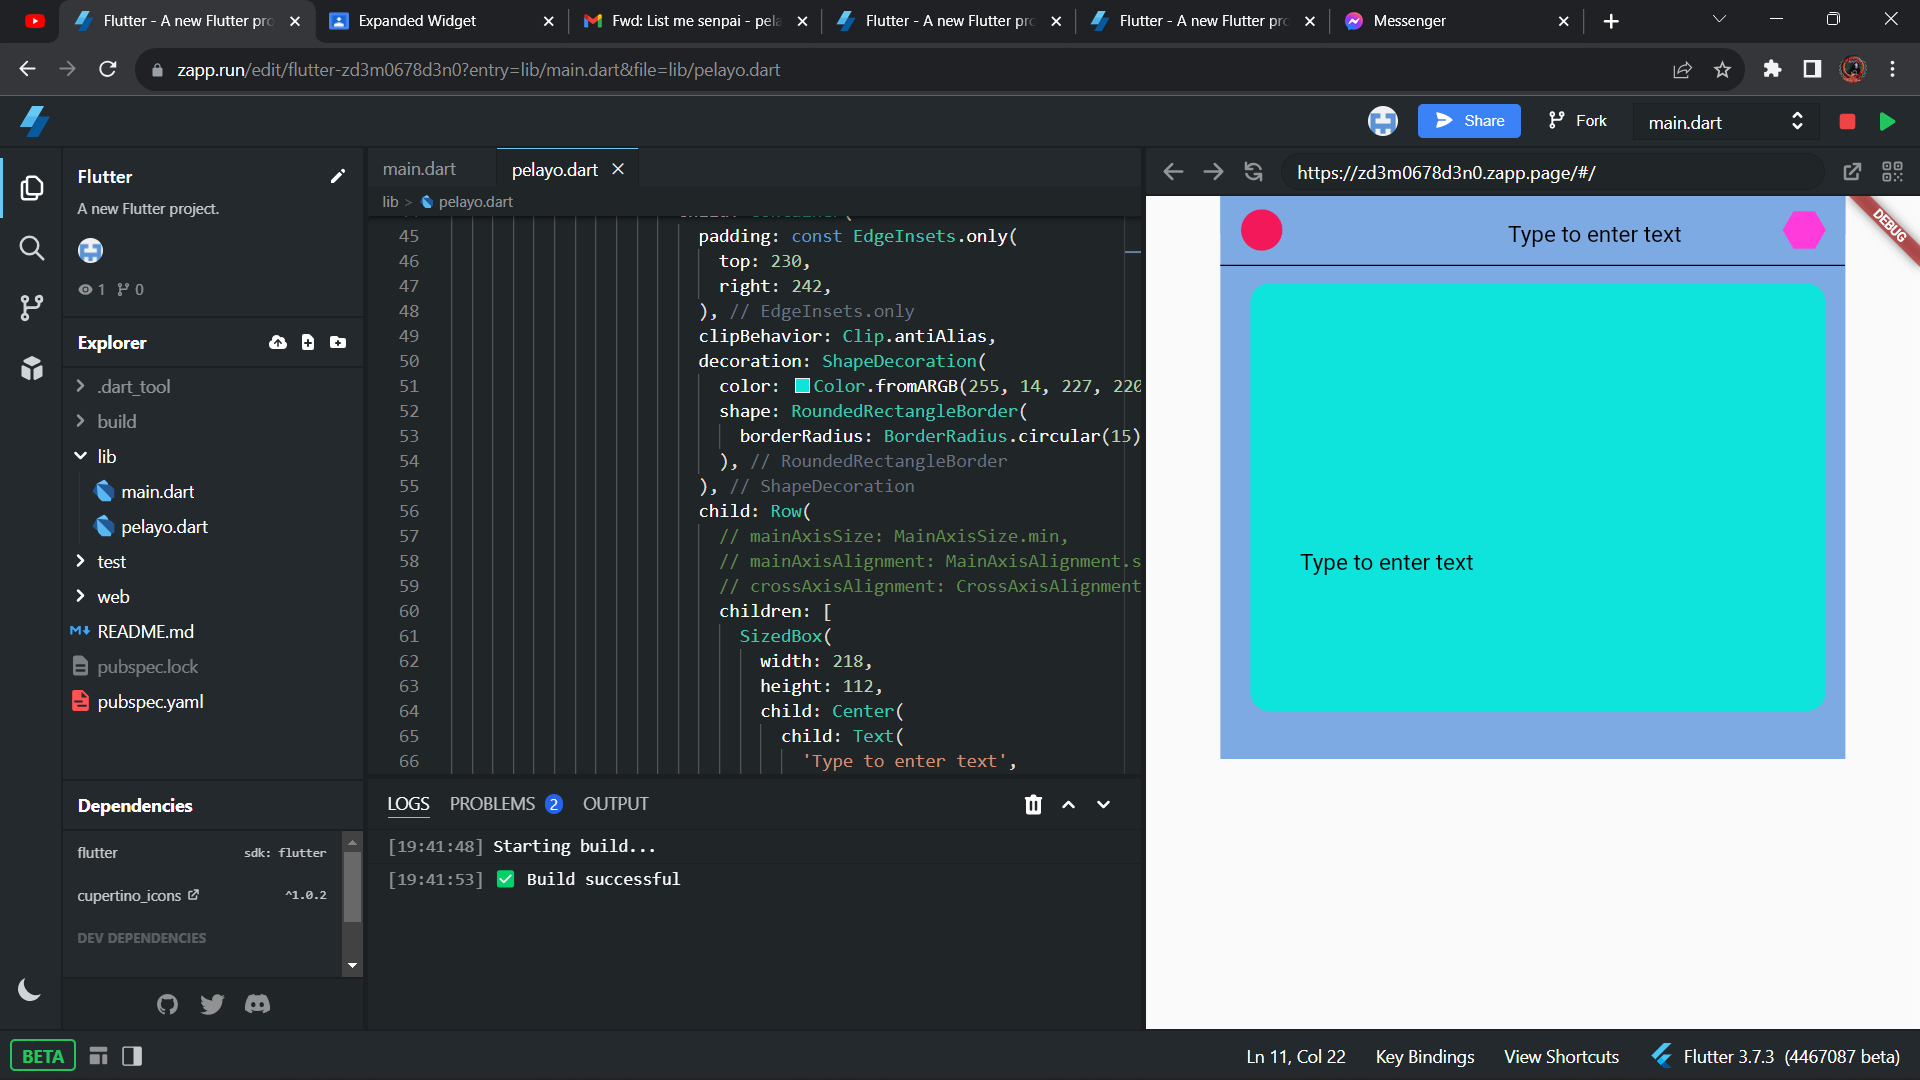 Flutter - A new Flutter pro
Expanded Widget
Fwd: List me senpai - pela
Flutter - A new Flutter pro
Flutter - A new Flutter pro
Messenger
zapp.run/edit/flutter-zd3m0678d3n0?entry=lib/main.dart&file=lib/pelayo.dart
Share
Fork
main.dart
Flutter
A new Flutter project.
1
0
Explorer
.dart_tool
build
lib
main.dart
pelayo.dart
test
web
README.md
pubspec.lock
pubspec.yaml
Dependencies
flutter sdk: flutter
cupertino_icons ^1.0.2
DEV DEPENDENCIES
main.dart
pelayo.dart
lib > pelayo.dart
45 padding: const EdgeInsets.only(
46 top: 230,
47 right: 242,
48 ), // EdgeInsets.only
49 clipBehavior: Clip.antiAlias,
50 decoration: ShapeDecoration(
51 color: Color.fromARGB(255, 14, 227, 220
52 shape: RoundedRectangleBorder(
53 borderRadius: BorderRadius.circular(15)
54 ), // RoundedRectangleBorder
55 ), // ShapeDecoration
56 child: Row(
57 // mainAxisSize: MainAxisSize.min,
58 // mainAxisAlignment: MainAxisAlignment.s
59 // crossAxisAlignment: CrossAxisAlignment
60 children: [
61 SizedBox(
62 width: 218,
63 height: 112,
64 child: Center(
65 child: Text(
66 'Type to enter text',
LOGS
PROBLEMS 2
OUTPUT
[19:41:48] Starting build...
[19:41:53] Build successful
https://zd3m0678d3n0.zapp.page/#/
Type to enter text
DEBUG
Type to enter text
BETA
Ln 11, Col 22
Key Bindings
View Shortcuts
Flutter 3.7.3 (4467087 beta)